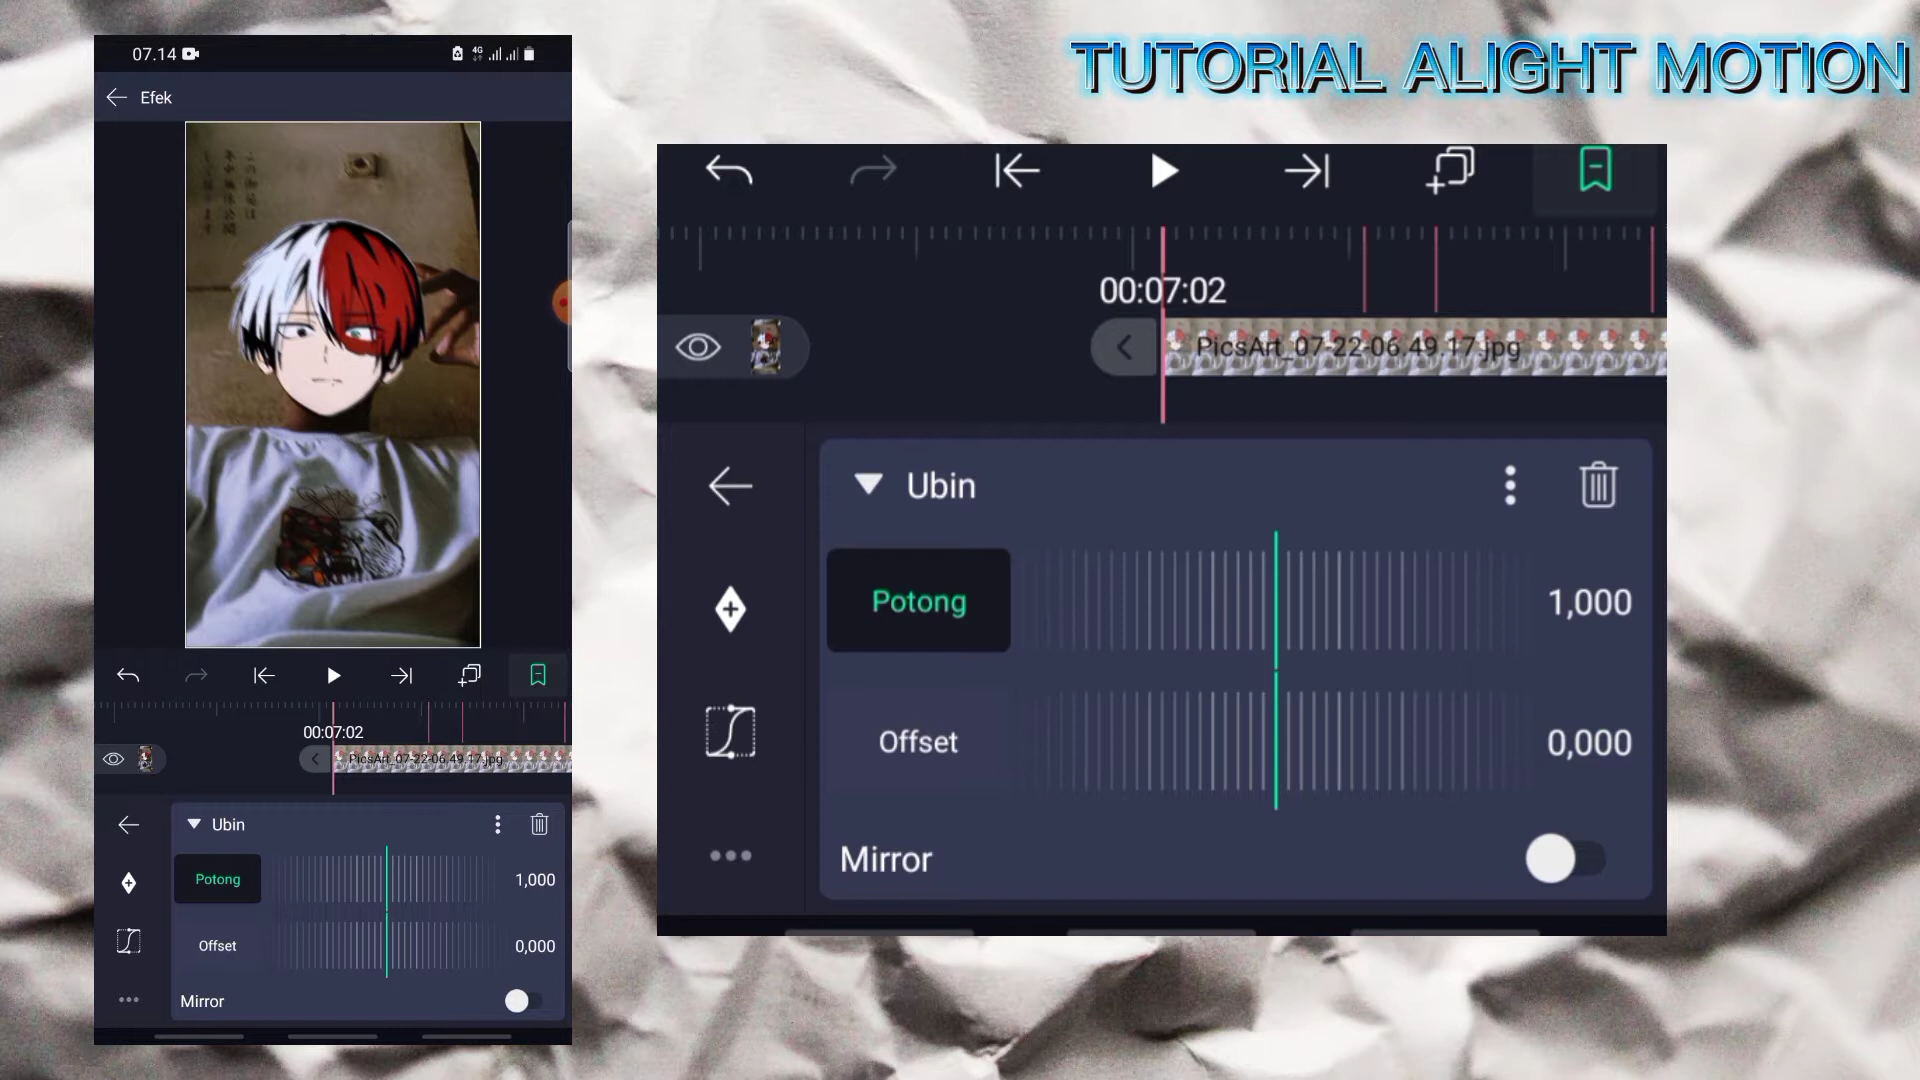 TUTORIAL ALIGHT MOTION
07.14
4G
Efek
00:07:02
PicsArt_07-22-06.49.17.jpg
Ubin
Potong
1,000
Offset
0,000
Mirror
00:07:02
PicsArt_07-22-06.49.17.jpg
Ubin
Potong
1,000
Offset
0,000
Mirror